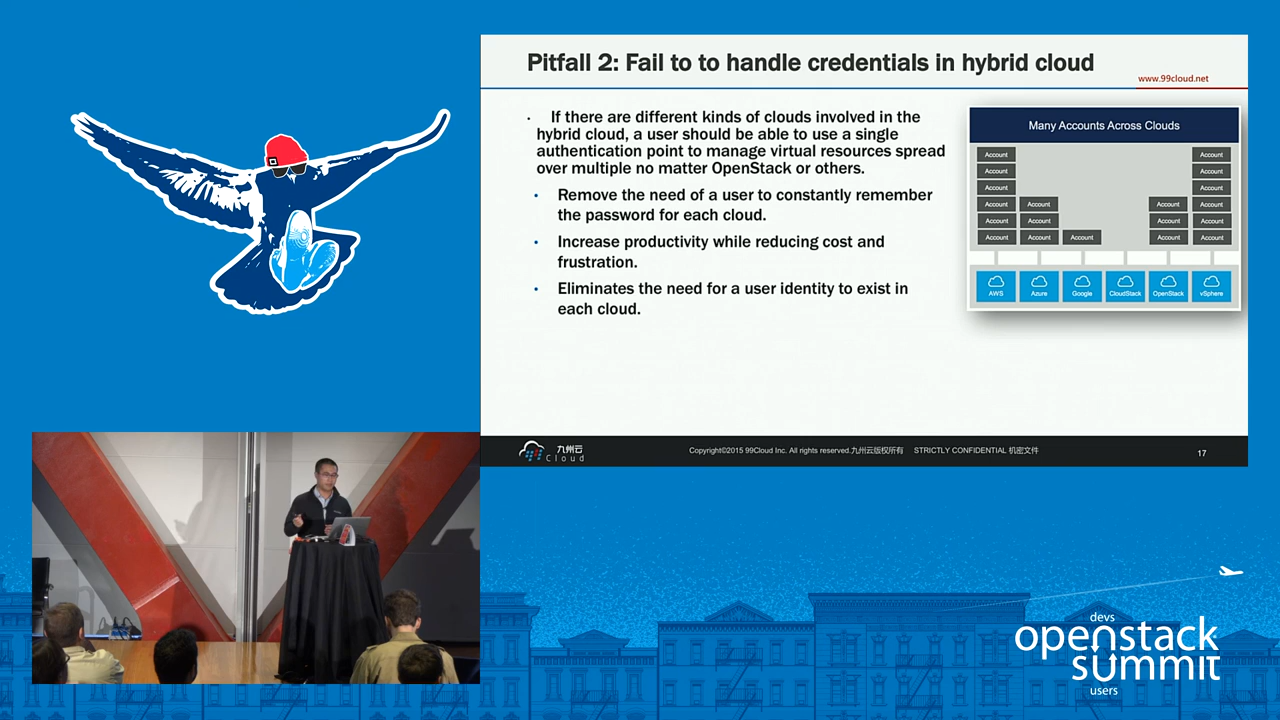 Pitfall 2: Fail to to handle credentials in hybrid cloud
www.99cloud.net
• If there are different kinds of clouds involved in the
hybrid cloud, a user should be able to use a single
authentication point to manage virtual resources spread
over multiple no matter OpenStack or others.
• Remove the need of a user to constantly remember
the password for each cloud.
• Increase productivity while reducing cost and
frustration.
• Eliminates the need for a user identity to exist in
each cloud.
Many Accounts Across Clouds
Account Account
Account Account
Account Account
Account Account Account Account
Account Account Account Account
Account Account Account Account Account
AWS Azure Google CloudStack OpenStack vSphere
九州云
Cloud
Copyright©2015 99Cloud Inc. All rights reserved.九州云版权所有 STRICTLY CONFIDENTIAL 机密文件
17
devs
openstack
summit
users